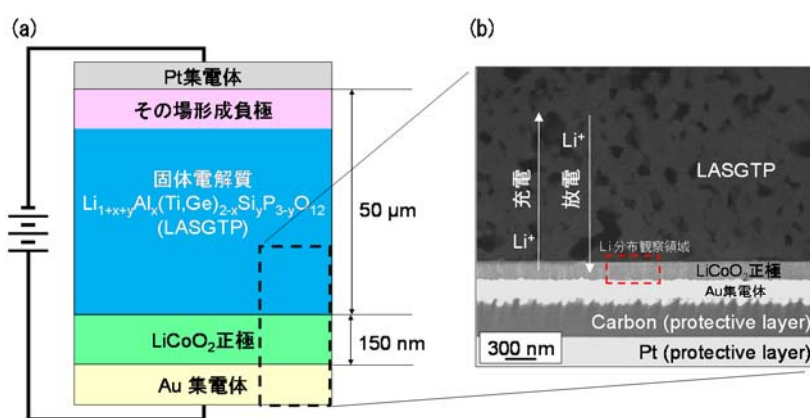 (a)
Pt集電体
その場形成負極
固体電解質
Li1+x+yAlx(Ti,Ge)2-xSiyP3-yO12
(LASGTP)
50 μm
LiCoO2正極
150 nm
Au 集電体
(b)
充電
放電
Li+
Li+
LASGTP
Li分布観察領域
LiCoO2正極
Au集電体
Carbon (protective layer)
300 nm
Pt (protective layer)